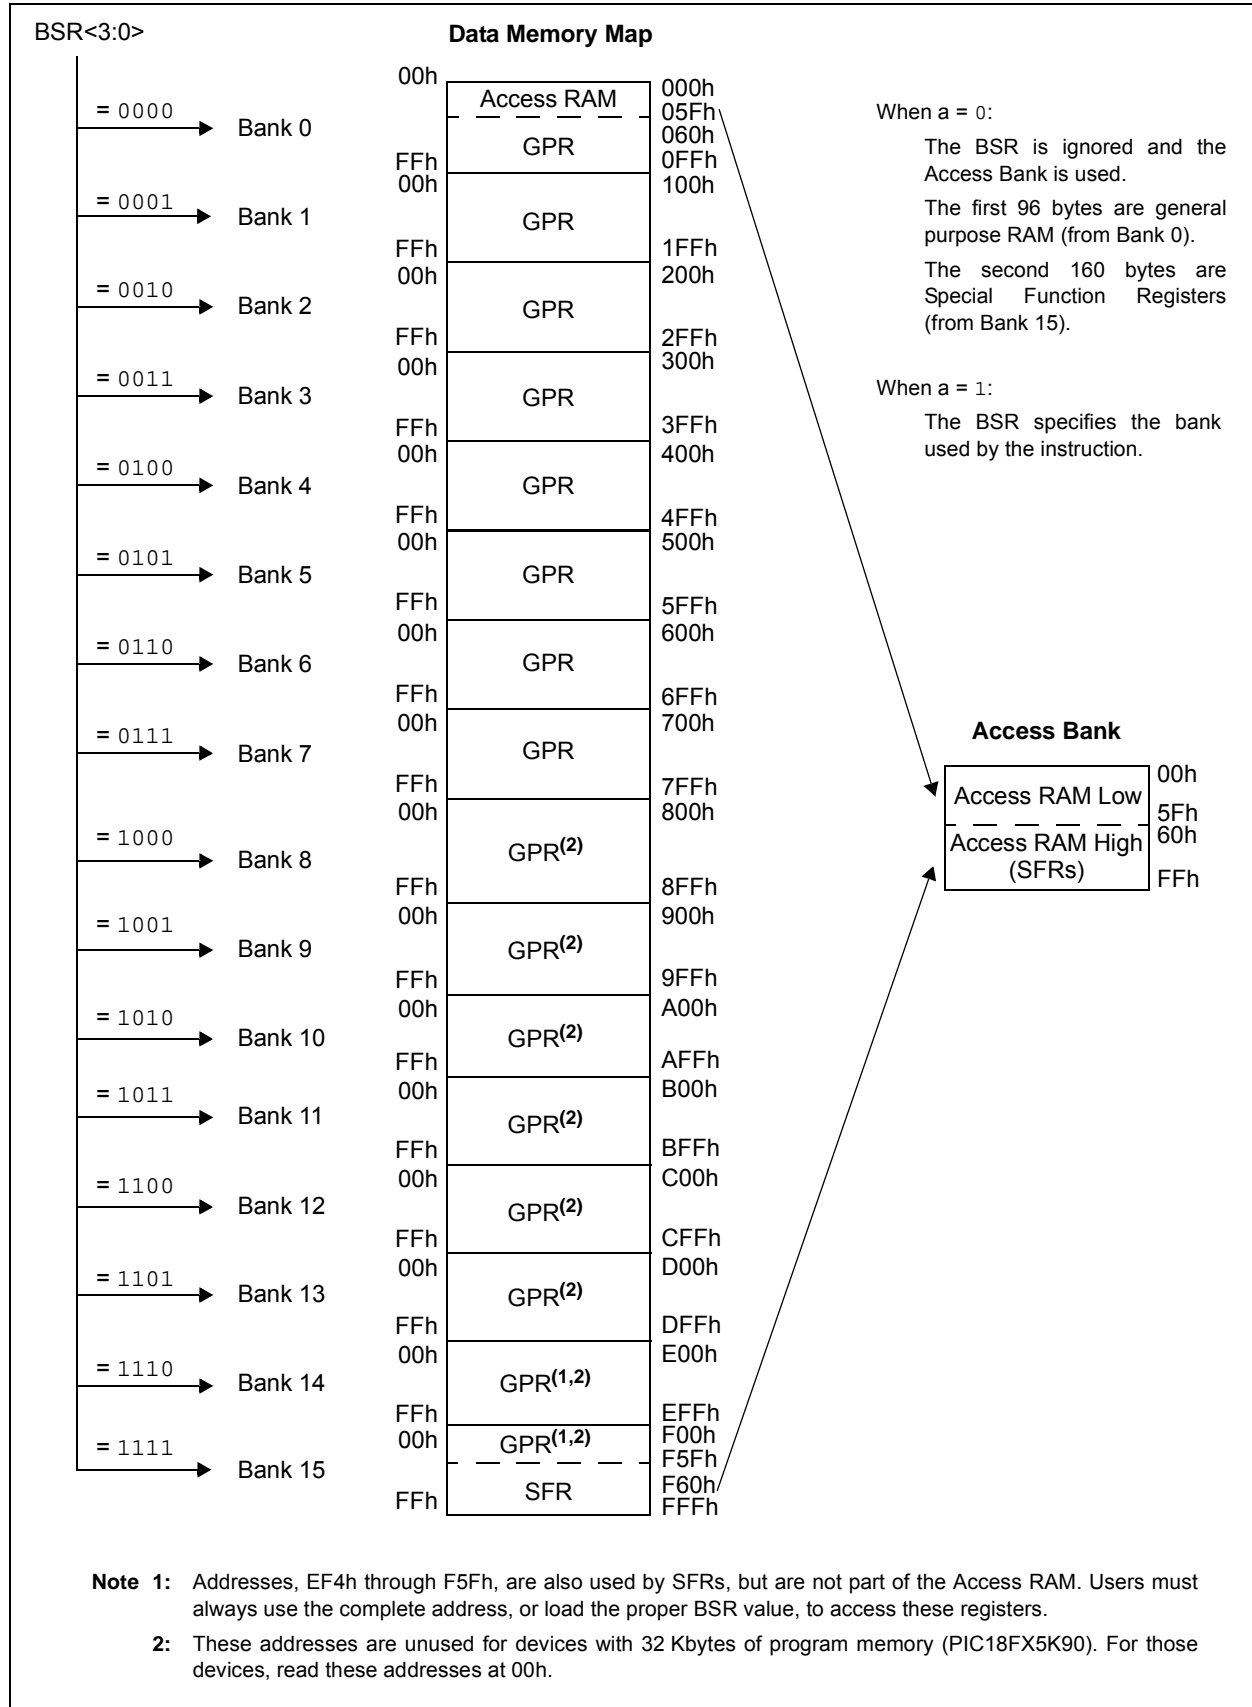 BSR<3:0>
Data Memory Map
00h
000h
= 0000
Bank 0
Access RAM
05Fh
060h
GPR
FFh
0FFh
= 0001
Bank 1
00h
100h
GPR
FFh
1FFh
= 0010
Bank 2
00h
200h
GPR
FFh
2FFh
= 0011
Bank 3
00h
300h
GPR
FFh
3FFh
= 0100
Bank 4
00h
400h
GPR
FFh
4FFh
= 0101
Bank 5
00h
500h
GPR
FFh
5FFh
= 0110
Bank 6
00h
600h
GPR
FFh
6FFh
= 0111
Bank 7
00h
700h
GPR
FFh
7FFh
= 1000
Bank 8
00h
800h
GPR(2)
FFh
8FFh
= 1001
Bank 9
00h
900h
GPR(2)
FFh
9FFh
= 1010
Bank 10
00h
A00h
GPR(2)
FFh
AFFh
= 1011
Bank 11
00h
B00h
GPR(2)
FFh
BFFh
= 1100
Bank 12
00h
C00h
GPR(2)
FFh
CFFh
= 1101
Bank 13
00h
D00h
GPR(2)
FFh
DFFh
= 1110
Bank 14
00h
E00h
GPR(1,2)
FFh
EFFh
= 1111
Bank 15
00h
F00h
GPR(1,2)
F5Fh
F60h
SFR
FFh
FFFh
When a = 0:
The BSR is ignored and the
Access Bank is used.
The first 96 bytes are general
purpose RAM (from Bank 0).
The second 160 bytes are
Special Function Registers
(from Bank 15).
When a = 1:
The BSR specifies the bank
used by the instruction.
Access Bank
00h
Access RAM Low
5Fh
60h
Access RAM High
(SFRs)
FFh
Note 1: Addresses, EF4h through F5Fh, are also used by SFRs, but are not part of the Access RAM. Users must
always use the complete address, or load the proper BSR value, to access these registers.
2: These addresses are unused for devices with 32 Kbytes of program memory (PIC18FX5K90). For those
devices, read these addresses at 00h.